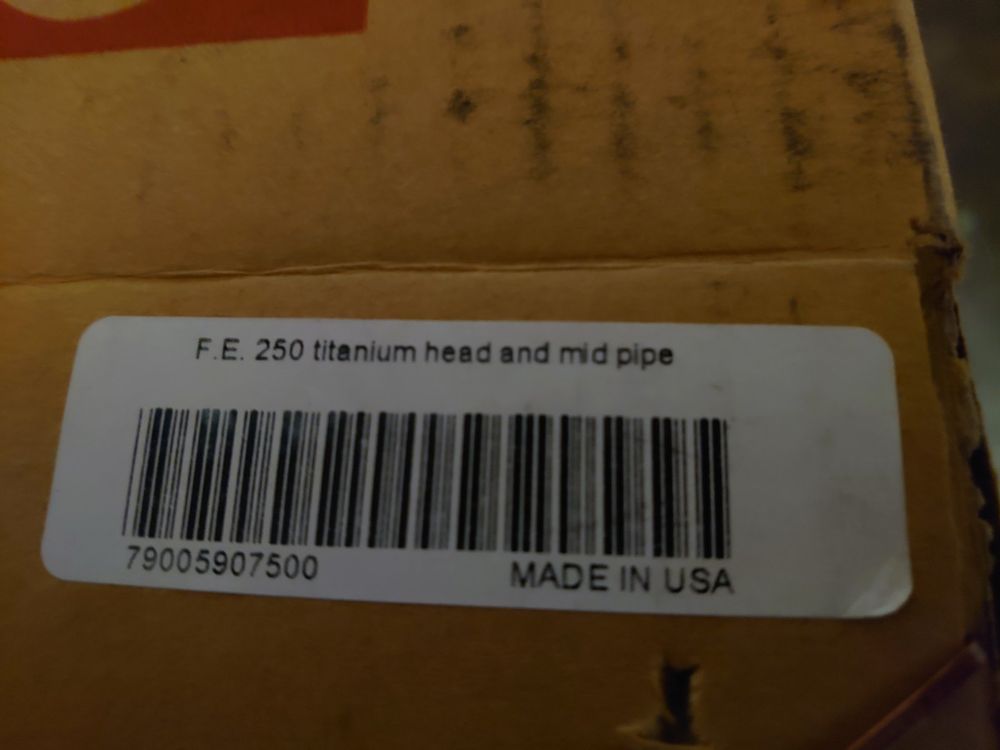 F.E. 250 titanium head and mid pipe
79005907500
MADE IN USA